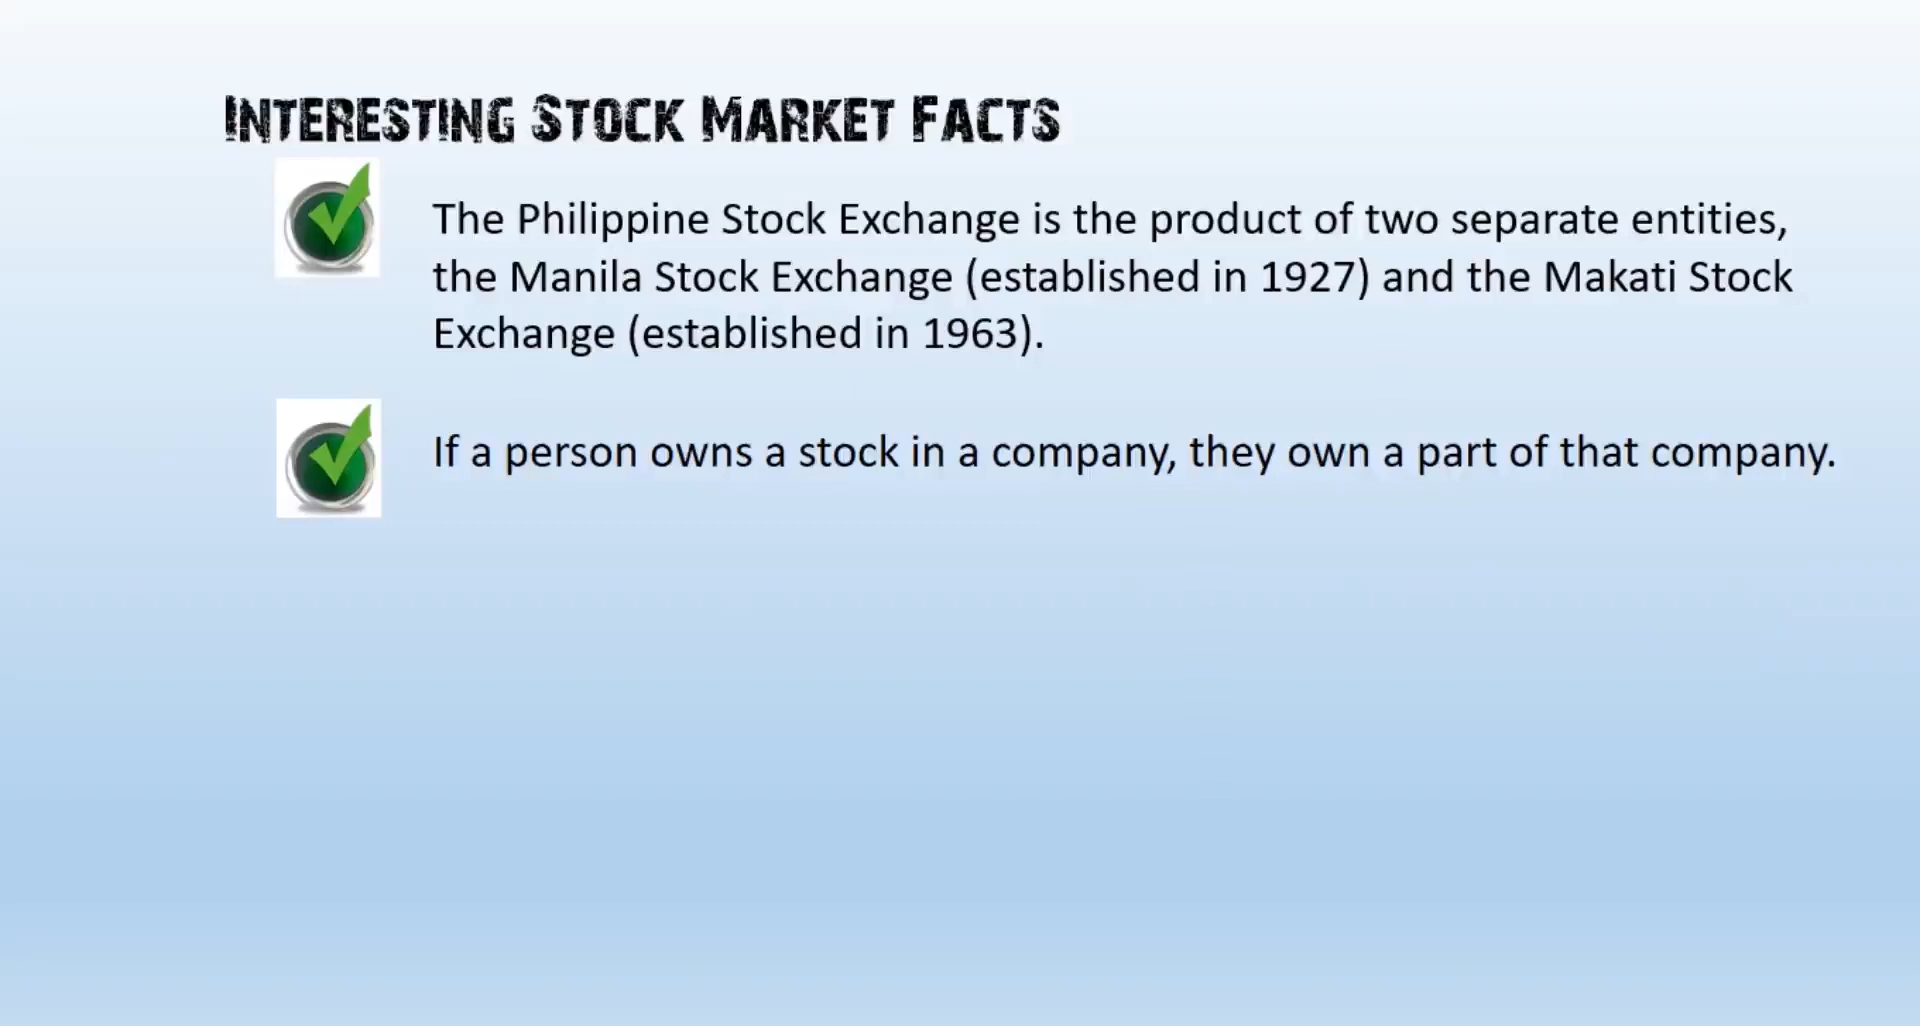 Interesting Stock Market Facts
The Philippine Stock Exchange is the product of two separate entities,
the Manila Stock Exchange (established in 1927) and the Makati Stock
Exchange (established in 1963).
If a person owns a stock in a company, they own a part of that company.